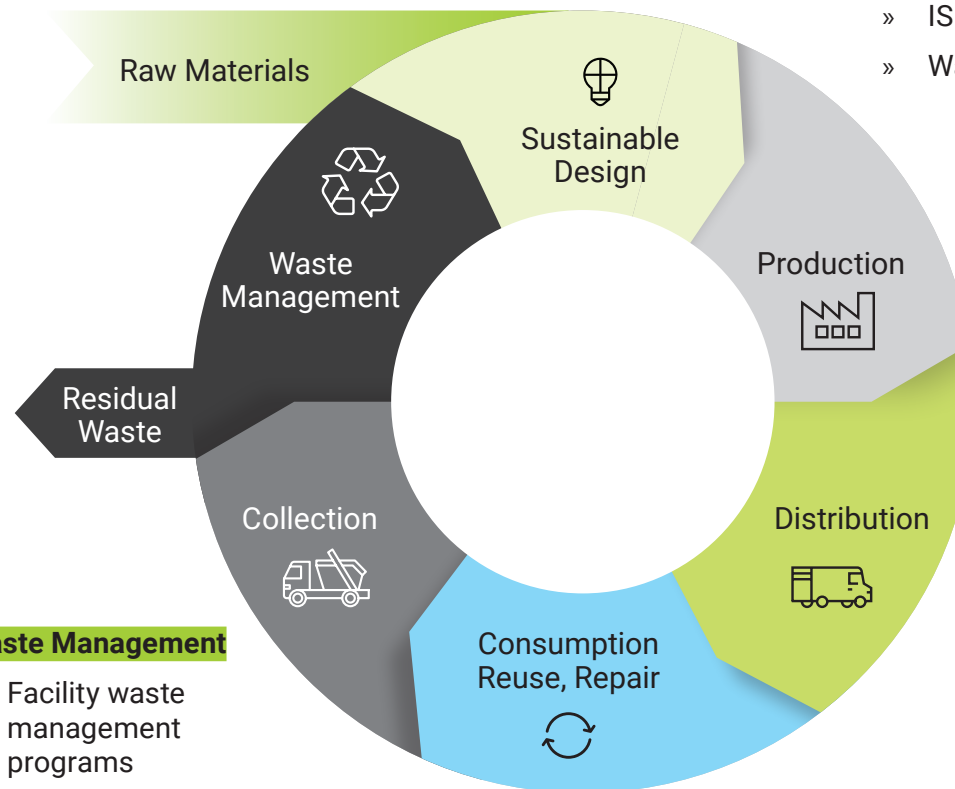 » IS
» W
Raw Materials
Sustainable
Design
Production
Waste
Management
Residual
Waste
Distribution
Collection
Consumption
Reuse, Repair
Management
Facility waste
management
programs